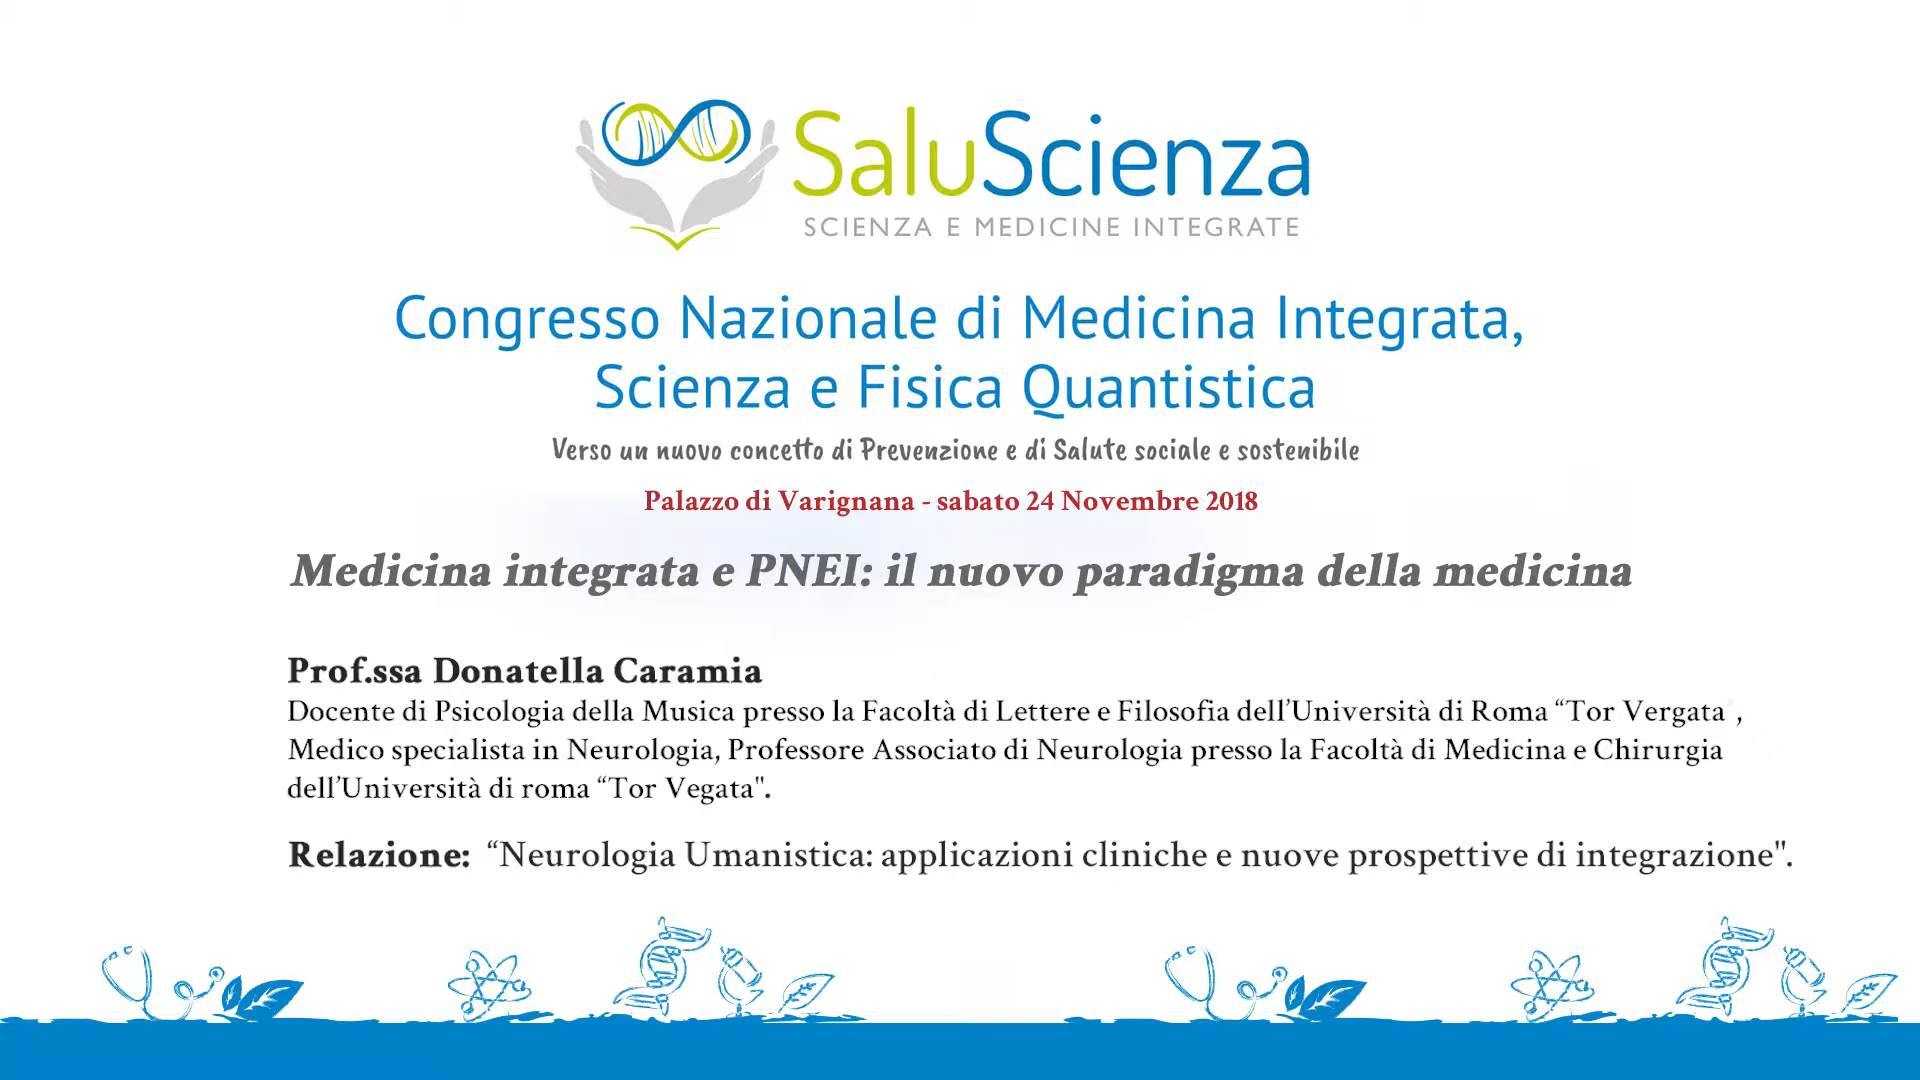 SaluScienza
SCIENZA E MEDICINE INTEGRATE
Congresso Nazionale di Medicina Integrata,
Scienza e Fisica Quantistica
Verso un nuovo concetto di Prevenzione e di Salute sociale e sostenibile
Palazzo di Varignana - sabato 24 Novembre 2018
Medicina integrata e PNEI: il nuovo paradigma della medicina
Prof.ssa Donatella Caramia
Docente di Psicologia della Musica presso la Facoltà di Lettere e Filosofia dell’Università di Roma “Tor Vergata",
Medico specialista in Neurologia, Professore Associato di Neurologia presso la Facoltà di Medicina e Chirurgia
dell’Università di roma “Tor Vegata".
Relazione: “Neurologia Umanistica: applicazioni cliniche e nuove prospettive di integrazione".